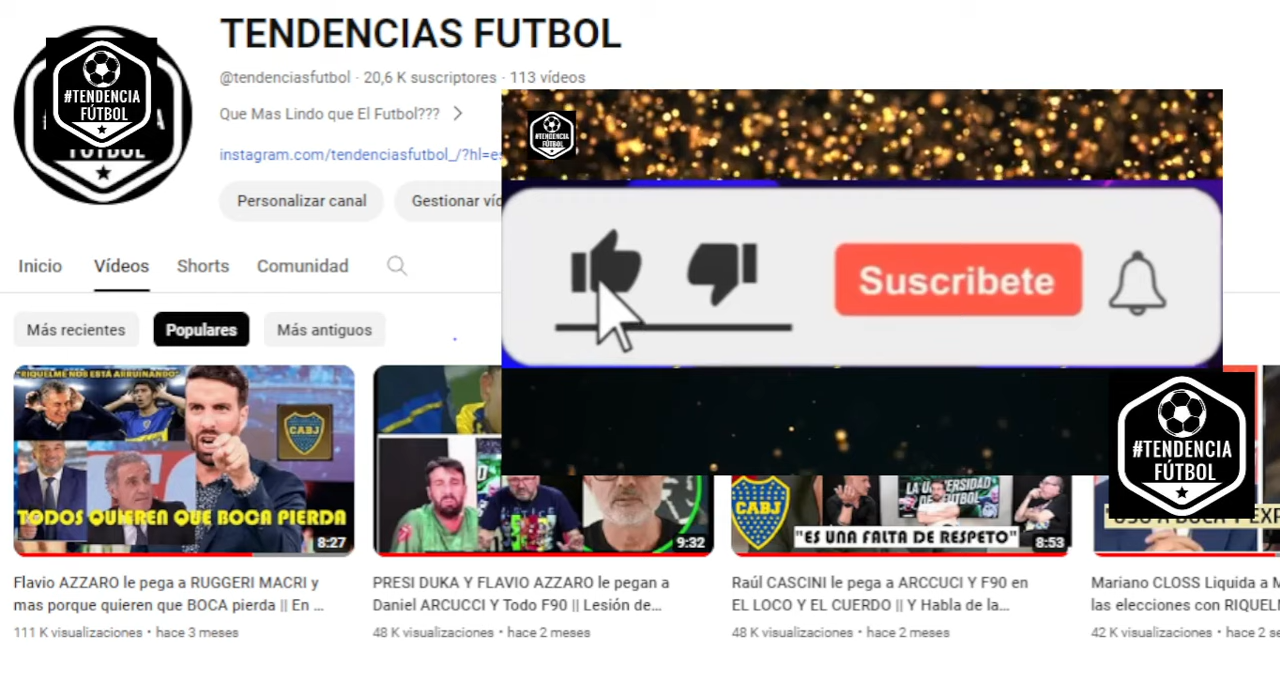 TENDENCIAS FUTBOL
@tendenciasfutbol · 20,6 K suscriptores · 113 vídeos
Que Mas Lindo que El Futbol???
instagram.com/tendenciasfutbol_/?hl=es
Personalizar canal
Gestionar víd
#TENDENCIA
FÚTBOL
FUTBOL
#TENDENCIA
FÚTBOL
Suscribete
Inicio
Vídeos
Shorts
Comunidad
Más recientes
Populares
Más antiguos
"RIQUELME NOS ESTÁ ARRUINANDO"
CABJ
TODOS QUIEREN QUE BOCA PIERDA
8:27
9:32
CABJ
LA UNIVERSIDAD
DE FUTBOL
"ES UNA FALTA DE RESPETO"
8:53
#TENDENCIA
FÚTBOL
Flavio AZZARO le pega a RUGGERI MACRI y
mas porque quieren que BOCA pierda || En ...
111 K visualizaciones • hace 3 meses
PRESI DUKA Y FLAVIO AZZARO le pegan a
Daniel ARCUCCI Y Todo F90 || Lesión de...
48 K visualizaciones • hace 2 meses
Raúl CASCINI le pega a ARCCUCI Y F90 en
EL LOCO Y EL CUERDO || Y Habla de la...
48 K visualizaciones • hace 2 meses
Mariano CLOSS Liquida a M
las elecciones con RIQUEL
42 K visualizaciones • hace 2 se